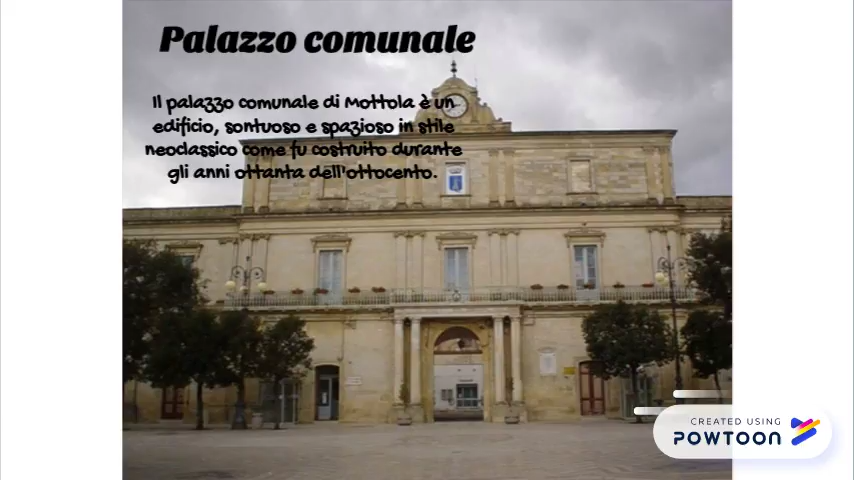 Palazzo comunale
Il palazzo comunale di Mottola è un
edificio, sontuoso e spazioso in stile
neoclassico come fu costruito durante
gli anni ottanta dell'ottocento.
CREATED USING
POWTOON